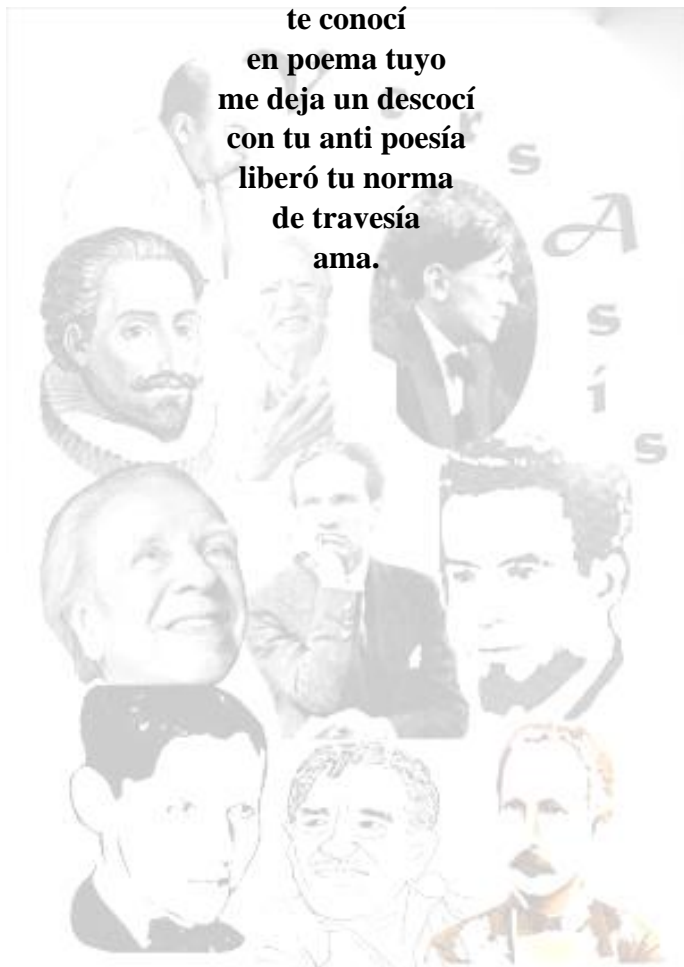 te conocí
en poema tuyo
me deja un descocí
con tu anti poesía
liberó tu norma
de travesía
ama.
VersAsís